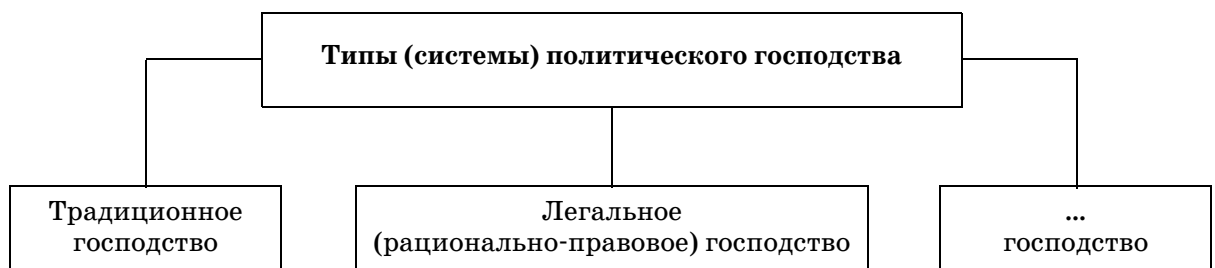 Типы (системы) политического господства
Традиционное
господство
Легальное
(рационально-правовое) господство
...
господство